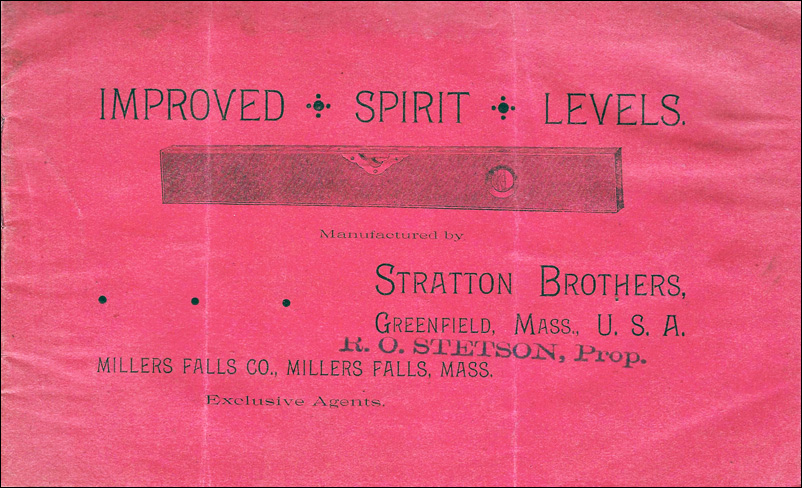 IMPROVED SPIRIT LEVELS.
Manufactured by
STRATTON BROTHERS,
GREENFIELD, MASS., U. S. A.
R. O. STETSON, Prop.
MILLERS FALLS CO., MILLERS FALLS, MASS.
Exclusive Agents.